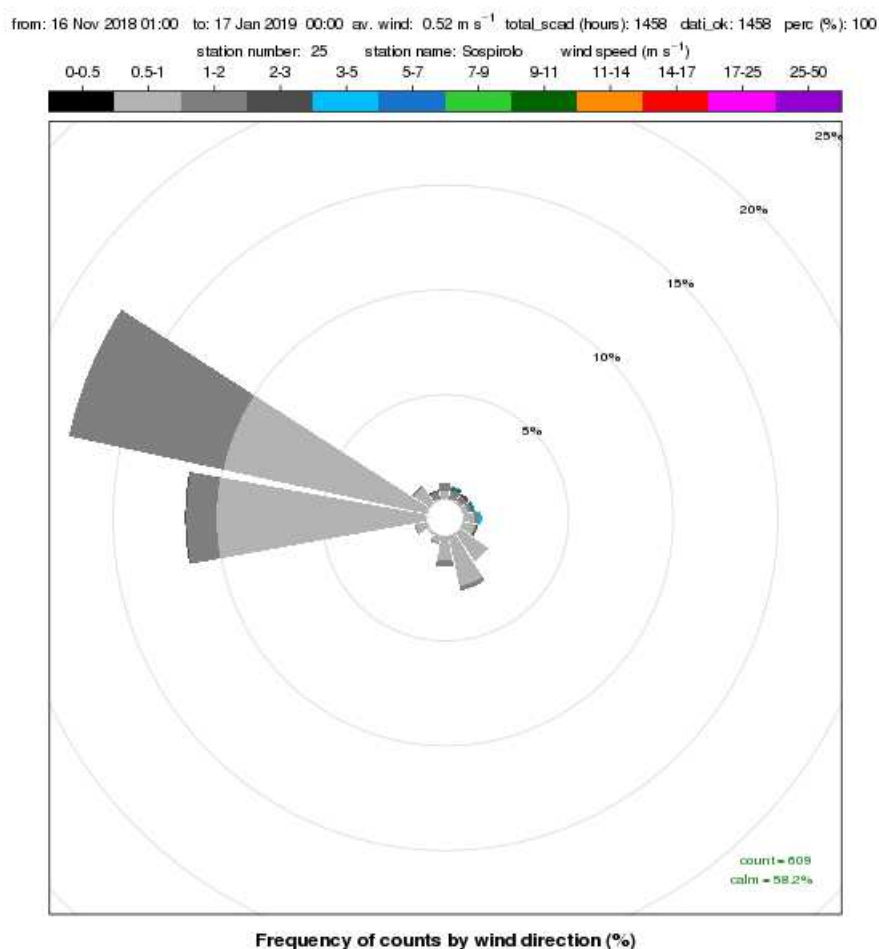 from: 16 Nov 2018 01:00 to: 17 Jan 2019 00:00 av. wind: 0.52 m s⁻¹ total_scad (hours): 1458 dati_ok: 1458 perc (%): 100
station number: 25 station name: Sospirolo wind speed (m s⁻¹)
0-0.5 0.5-1 1-2 2-3 3-5 5-7 7-9 9-11 11-14 14-17 17-25 25-50
25%
20%
15%
10%
5%
count = 609
calm = 58.2%
Frequency of counts by wind direction (%)